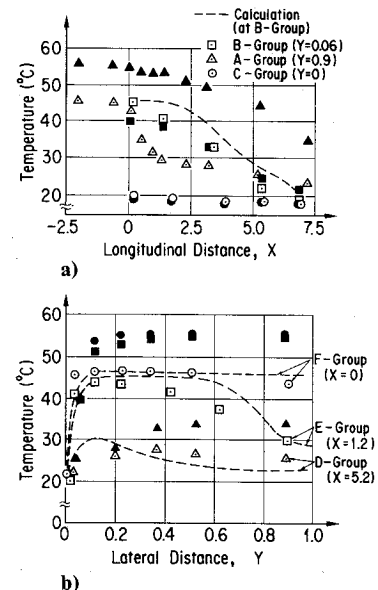 Calculation
(at B-Group)
B-Group (Y=0.06)
A-Group (Y=0.9)
C-Group (Y=0)
Temperature (°C)
60
50
40
30
20
-2.5
0
2.5
5.0
7.5
Longitudinal Distance, X
a)
Temperature (°C)
60
50
40
30
20
0
F-Group
(X=0)
E-Group
(X=1.2)
D-Group
(X=5.2)
0
0.2
0.4
0.6
0.8
1.0
Lateral Distance, Y
b)